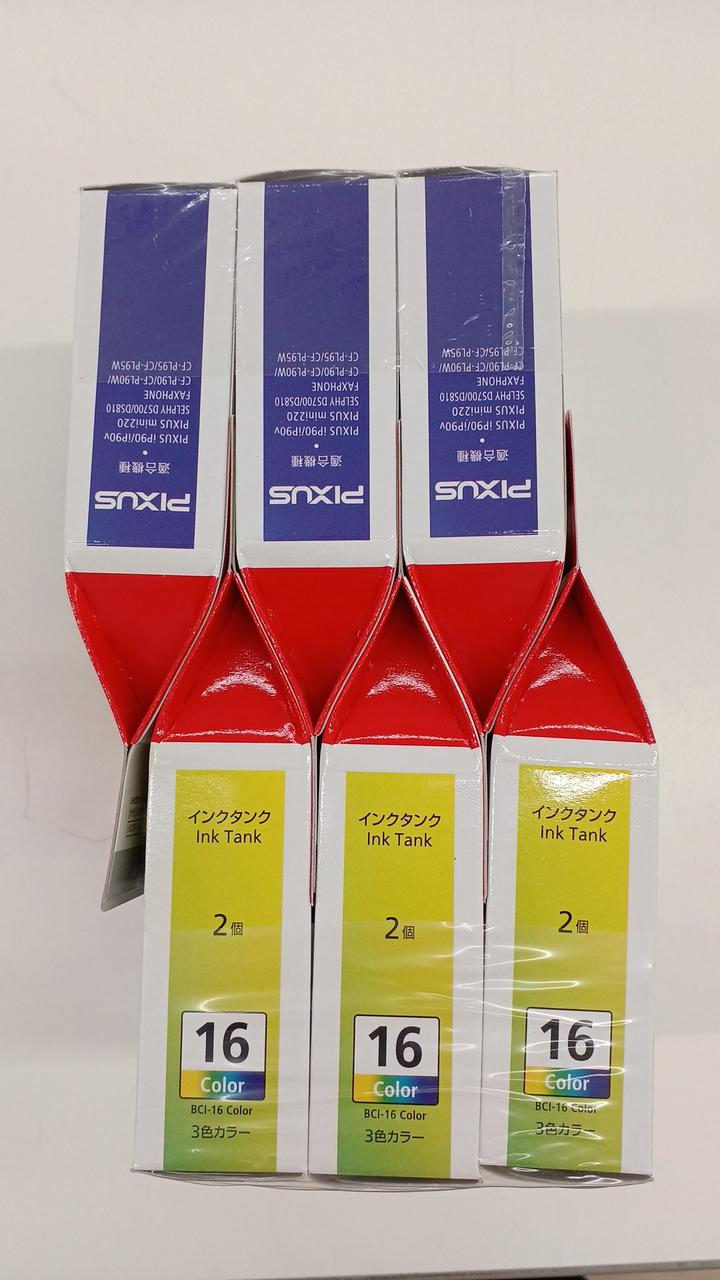 PIXUS
適合機種
•
PIXUS iP90/iP90v
PIXUS mini220
SELPHY DS700/DS810
FAXPHONE
CF-PL90/CF-PL90W/
CF-PL95/CF-PL95W
PIXUS
適合機種
•
PIXUS iP90/iP90v
PIXUS mini220
SELPHY DS700/DS810
FAXPHONE
CF-PL90/CF-PL90W/
CF-PL95/CF-PL95W
PIXUS
適合機種
•
PIXUS iP90/iP90v
PIXUS mini220
SELPHY DS700/DS810
FAXPHONE
CF-PL90/CF-PL90W/
CF-PL95/CF-PL95W
インクタンク
Ink Tank
2個
16
Color
BCI-16 Color
3色カラー
インクタンク
Ink Tank
2個
16
Color
BCI-16 Color
3色カラー
インクタンク
Ink Tank
2個
16
Color
BCI-16 Color
3色カラー